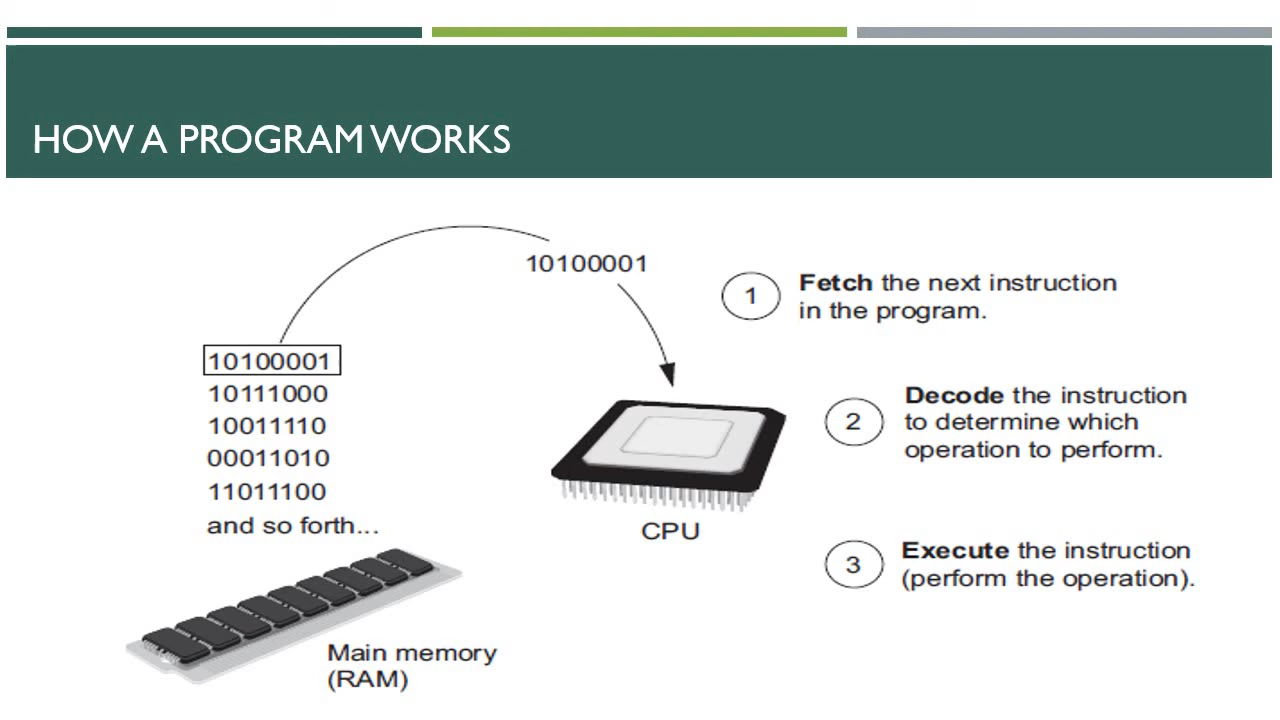 HOW A PROGRAM WORKS
10100001
10100001
10111000
10011110
00011010
11011100
and so forth...
Main memory
(RAM)
CPU
1
Fetch the next instruction
in the program.
2
Decode the instruction
to determine which
operation to perform.
3
Execute the instruction
(perform the operation).